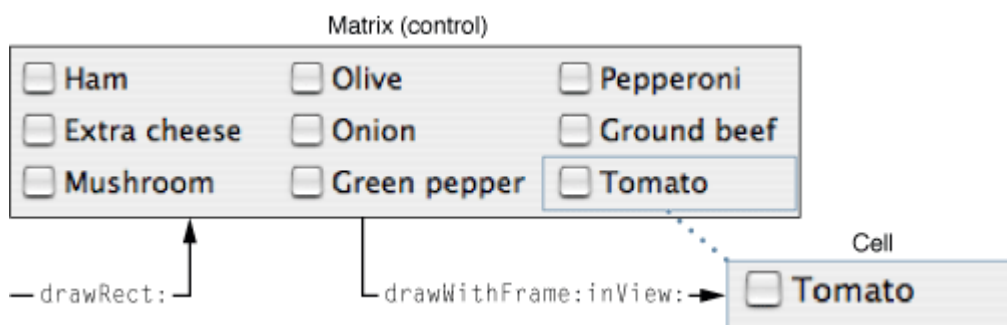 Matrix (control)
Ham Olive Pepperoni
Extra cheese Onion Ground beef
Mushroom Green pepper Tomato
Cell
drawRect: drawWithFrame:inView: Tomato